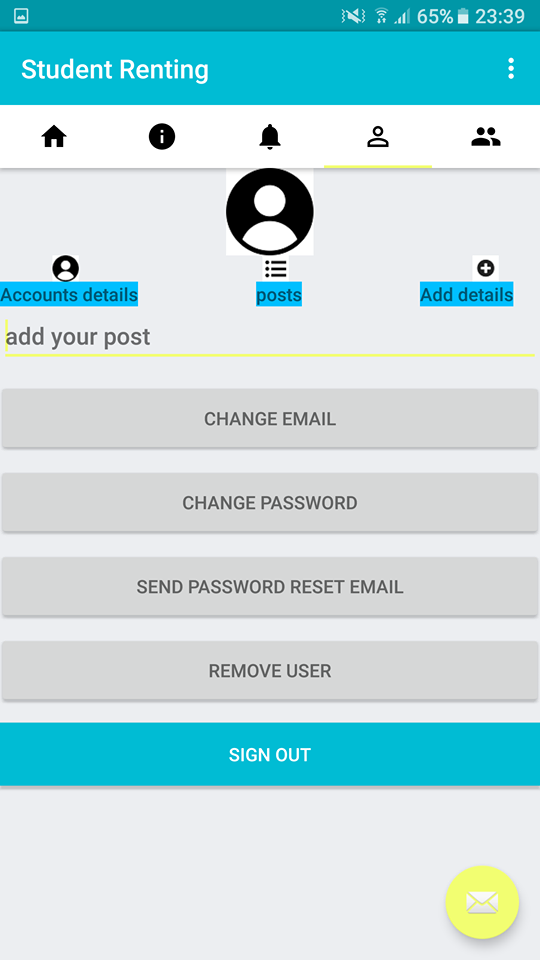 65% 23:39
Student Renting
Accounts details posts Add details
add your post
CHANGE EMAIL
CHANGE PASSWORD
SEND PASSWORD RESET EMAIL
REMOVE USER
SIGN OUT